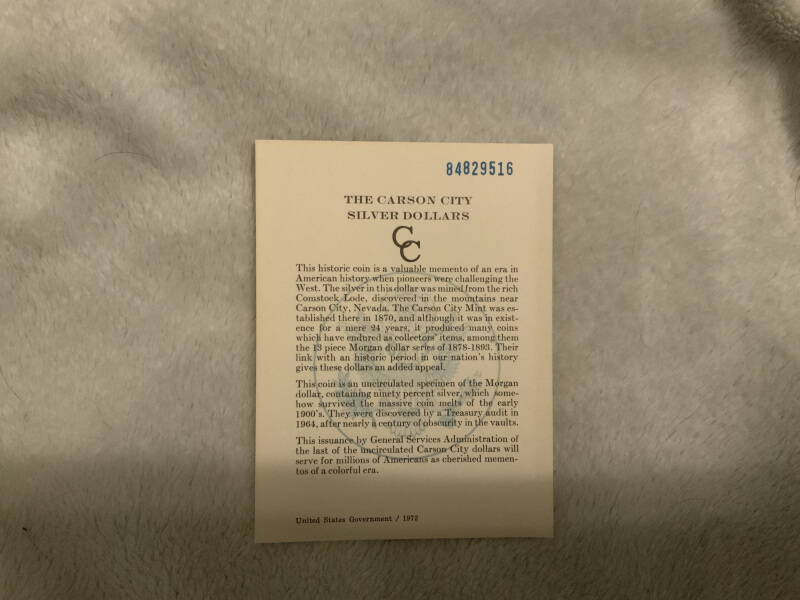 84829516
THE CARSON CITY
SILVER DOLLARS
CC
This historic coin is a valuable memento of an era in
American history when pioneers were challenging the
West. The silver in this dollar was mined from the rich
Comstock Lode, discovered in the mountains near
Carson City, Nevada. The Carson City Mint was es-
tablished there in 1870, and although it was in exist-
ence for a mere 24 years, it produced many coins
which have endured as collectors' items, among them
the 13 piece Morgan dollar series of 1878-1893. Their
link with an historic period in our nation's history
gives these dollars an added appeal.
This coin is an uncirculated specimen of the Morgan
dollar, containing ninety percent silver, which some-
how survived the massive coin melts of the early
1900's. They were discovered by a Treasury audit in
1964, after nearly a century of obscurity in the vaults.
This issuance by General Services Administration of
the last of the uncirculated Carson City dollars will
serve for millions of Americans as cherished memen-
tos of a colorful era.
United States Government / 1972